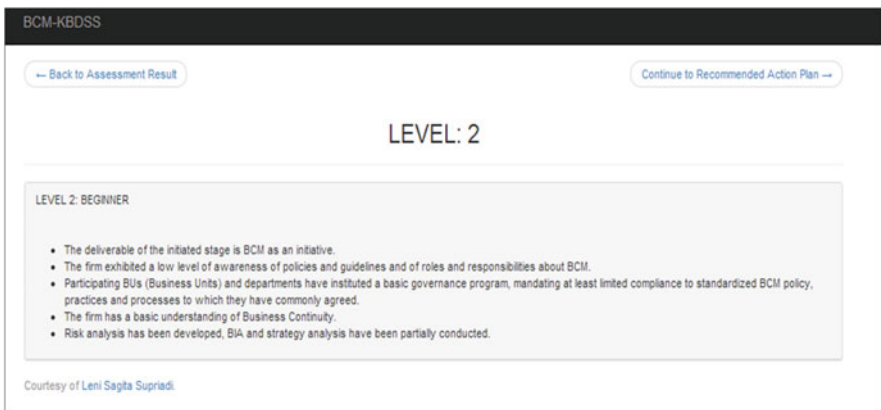 BCM-KBDSS
← Back to Assessment Result
Continue to Recommended Action Plan →
LEVEL: 2
LEVEL 2: BEGINNER
• The deliverable of the initiated stage is BCM as an initiative.
• The firm exhibited a low level of awareness of policies and guidelines and of roles and responsibilities about BCM.
• Participating BUs (Business Units) and departments have instituted a basic governance program, mandating at least limited compliance to standardized BCM policy,
practices and processes to which they have commonly agreed.
• The firm has a basic understanding of Business Continuity.
• Risk analysis has been developed, BIA and strategy analysis have been partially conducted.
Courtesy of Leni Sagita Supriadi.